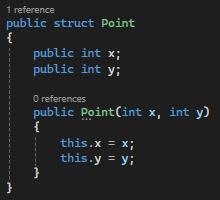 1 reference
public struct Point
{
    public int x;
    public int y;

    0 references
    public Point(int x, int y)
    {
        this.x = x;
        this.y = y;
    }
}